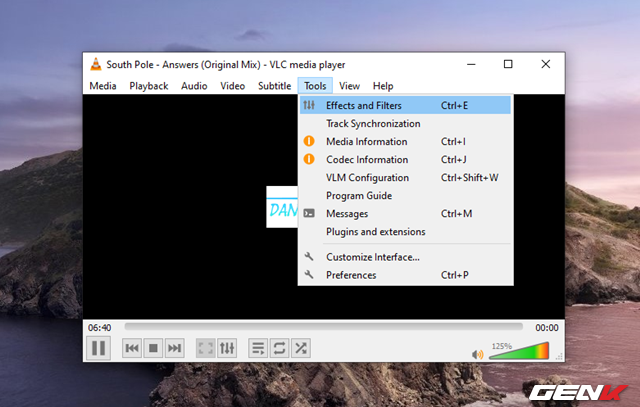 South Pole - Answers (Original Mix) - VLC media player
Media Playback Audio Video Subtitle Tools View Help
Effects and Filters Ctrl+E
Track Synchronization
Media Information Ctrl+I
Codec Information Ctrl+J
VLM Configuration Ctrl+Shift+W
Program Guide
Messages Ctrl+M
Plugins and extensions
Customize Interface...
Preferences Ctrl+P
DAN
06:40 00:00
125%
GENK